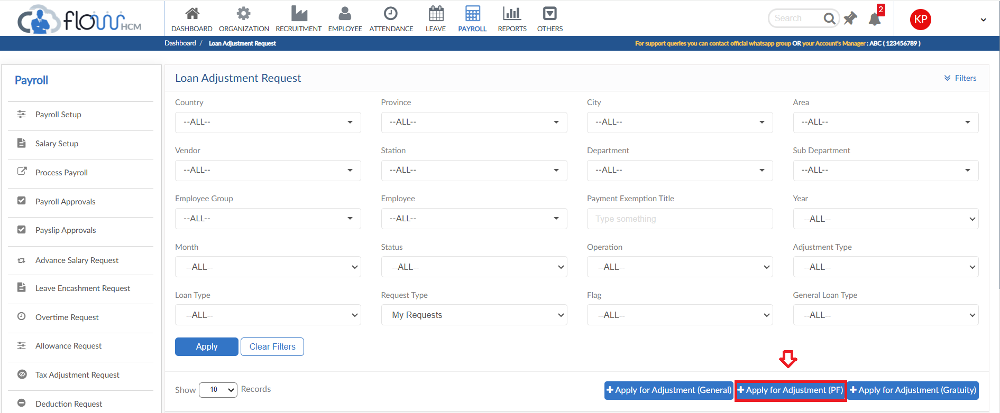 flow HCM
DASHBOARD ORGANIZATION RECRUITMENT EMPLOYEE ATTENDANCE LEAVE PAYROLL REPORTS OTHERS
Search
2
KP
Dashboard / Loan Adjustment Request
For support queries you can contact official whatsapp group OR your Account's Manager : ABC ( 123456789 )
Payroll
Payroll Setup
Salary Setup
Process Payroll
Payroll Approvals
Payslip Approvals
Advance Salary Request
Leave Encashment Request
Overtime Request
Allowance Request
Tax Adjustment Request
Deduction Request
Loan Adjustment Request
Filters
Country Province City Area
--ALL-- --ALL-- --ALL-- --ALL--
Vendor Station Department Sub Department
--ALL-- --ALL-- --ALL-- --ALL--
Employee Group Employee Payment Exemption Title Year
--ALL-- --ALL-- Type something --ALL--
Month Status Operation Adjustment Type
--ALL-- --ALL-- --ALL-- --ALL--
Loan Type Request Type Flag General Loan Type
--ALL-- My Requests --ALL-- --ALL--
Apply Clear Filters
Show 10 Records
+ Apply for Adjustment (General) + Apply for Adjustment (PF) + Apply for Adjustment (Gratuity)